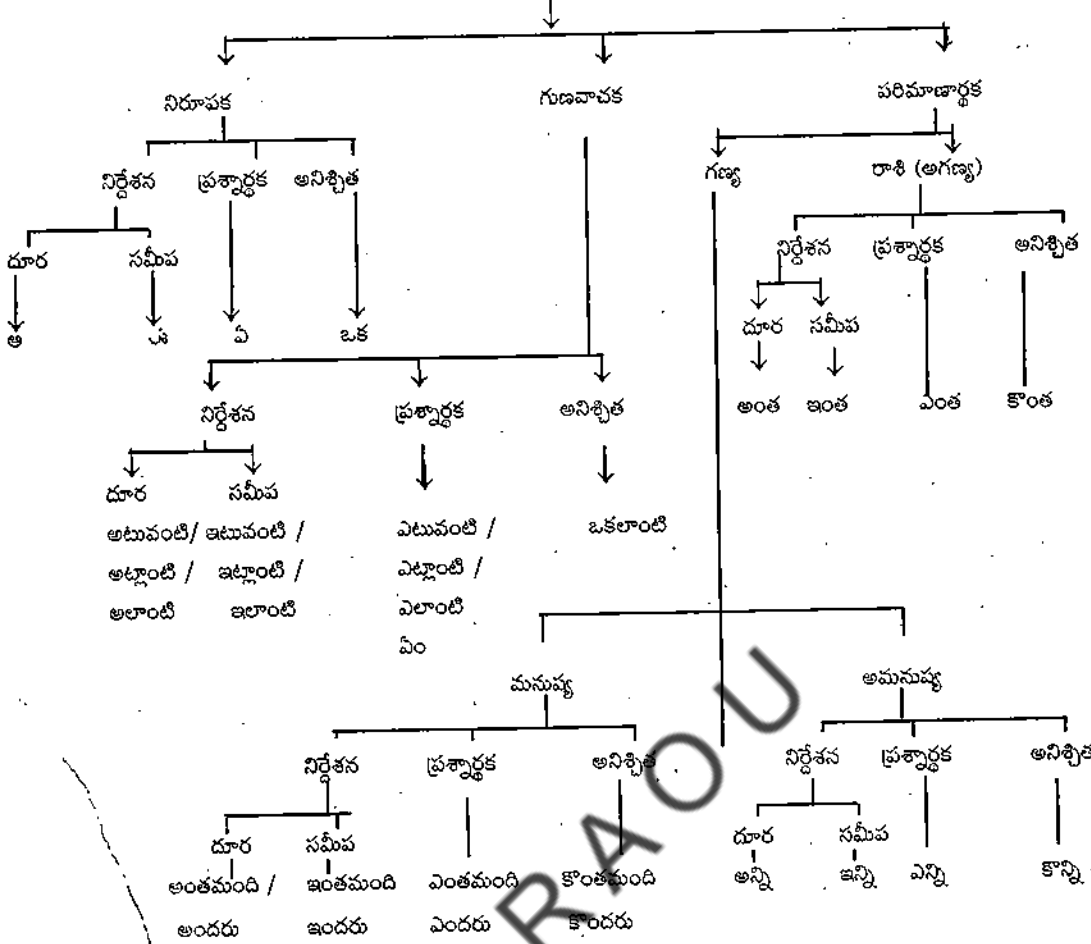 నిరూపక గుణవాచక పరిమాణార్థక
గణ్య రాశి (అగణ్య)
నిర్దేశన ప్రశ్నార్థక అనిశ్చిత
దూర సమీప
ఆ ఈ ఏ ఒక
నిర్దేశన ప్రశ్నార్థక అనిశ్చిత
దూర సమీప
అంత ఇంత ఎంత కొంత
నిర్దేశన ప్రశ్నార్థక అనిశ్చిత
దూర సమీప
అటువంటి/ ఇటువంటి / ఎటువంటి / ఒకలాంటి
అట్లాంటి / ఇట్లాంటి / ఎట్లాంటి /
అలాంటి ఇలాంటి ఎలాంటి
ఏం
మనుష్య అమనుష్య
నిర్దేశన ప్రశ్నార్థక అనిశ్చిత నిర్దేశన ప్రశ్నార్థక అనిశ్చిత
దూర సమీప దూర సమీప
అంతమంది / ఇంతమంది ఎంతమంది కొంతమంది అన్ని ఇన్ని ఎన్ని కొన్ని
అందరు ఇందరు ఎందరు కొందరు
RAOU